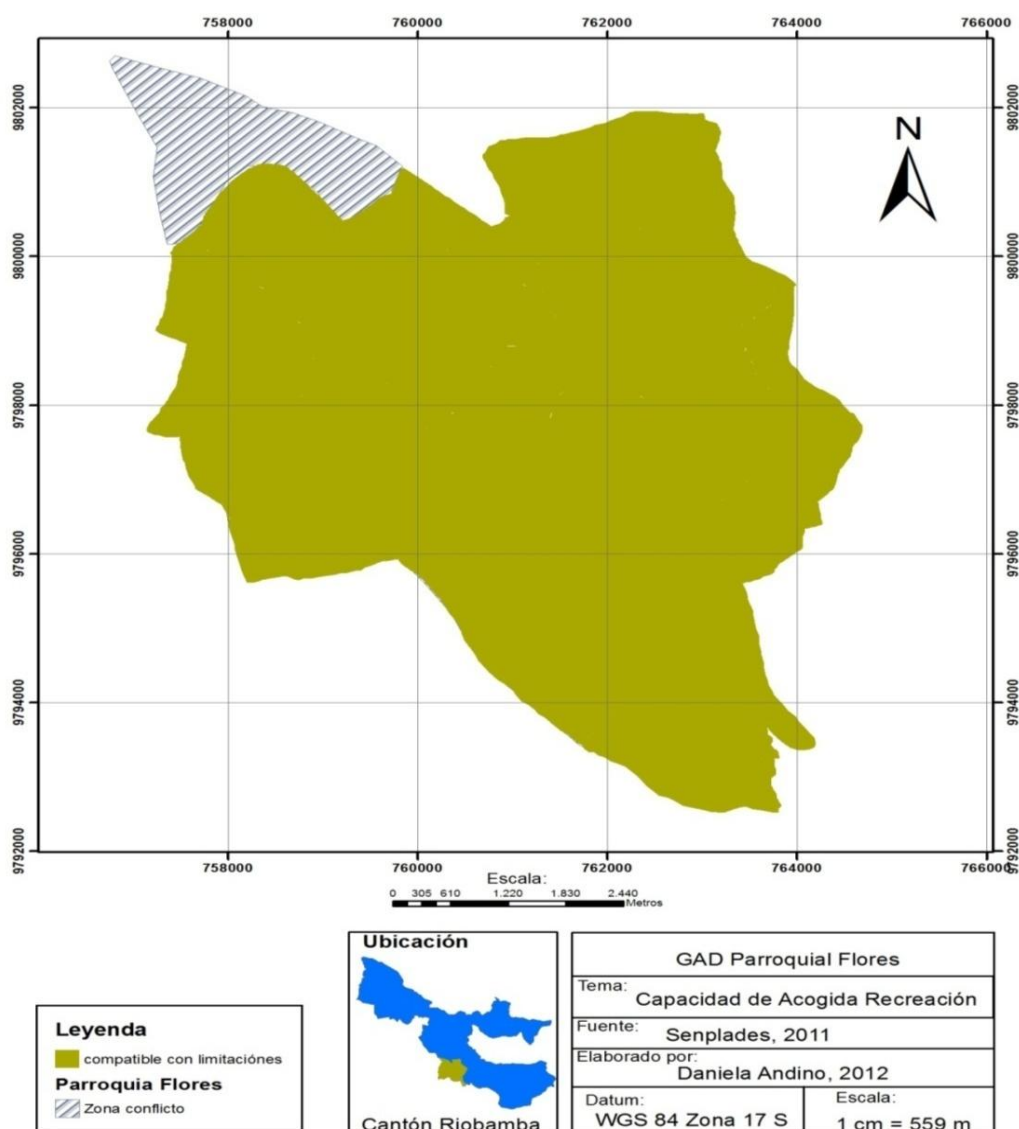 758000 760000 762000 764000 766000
9802000 9802000
N
9800000 9800000
9798000 9798000
9796000 9796000
9794000 9794000
9792000 9792000
758000 760000 762000 764000 766000
Escala:
0 305 610 1.220 1.830 2.440
Metros
Leyenda
compatible con limitaciónes
Parroquia Flores
Zona conflicto
Ubicación
Cantón Riobamba
GAD Parroquial Flores
Tema: Capacidad de Acogida Recreación
Fuente: Senplades, 2011
Elaborado por:
Daniela Andino, 2012
Datum:
WGS 84 Zona 17 S
Escala:
1 cm = 559 m